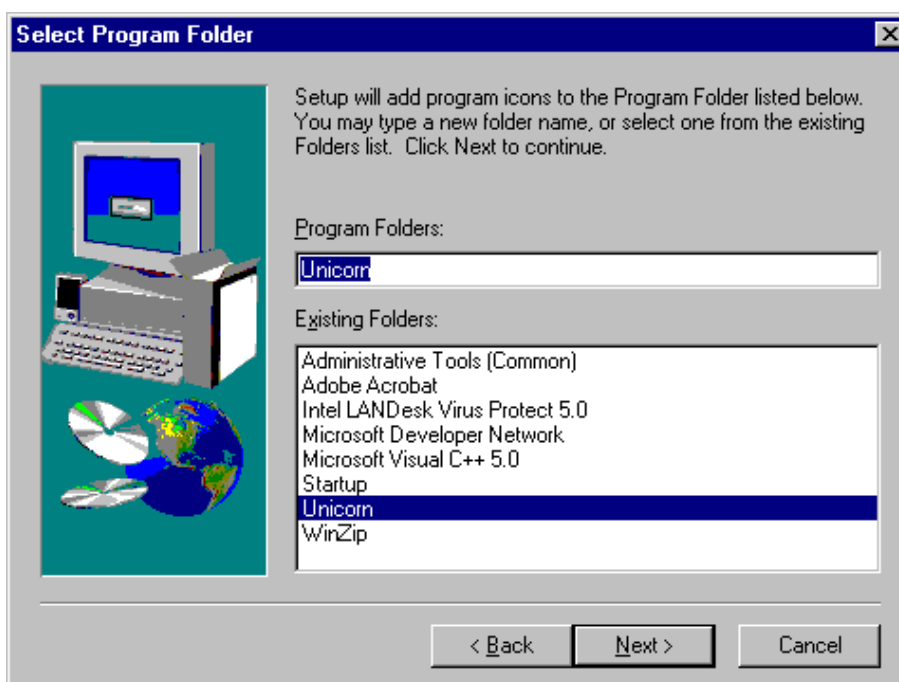 Select Program Folder
Setup will add program icons to the Program Folder listed below.
You may type a new folder name, or select one from the existing
Folders list.  Click Next to continue.
Program Folders:
Unicorn
Existing Folders:
Administrative Tools (Common)
Adobe Acrobat
Intel LANDesk Virus Protect 5.0
Microsoft Developer Network
Microsoft Visual C++ 5.0
Startup
Unicorn
WinZip
< Back
Next >
Cancel